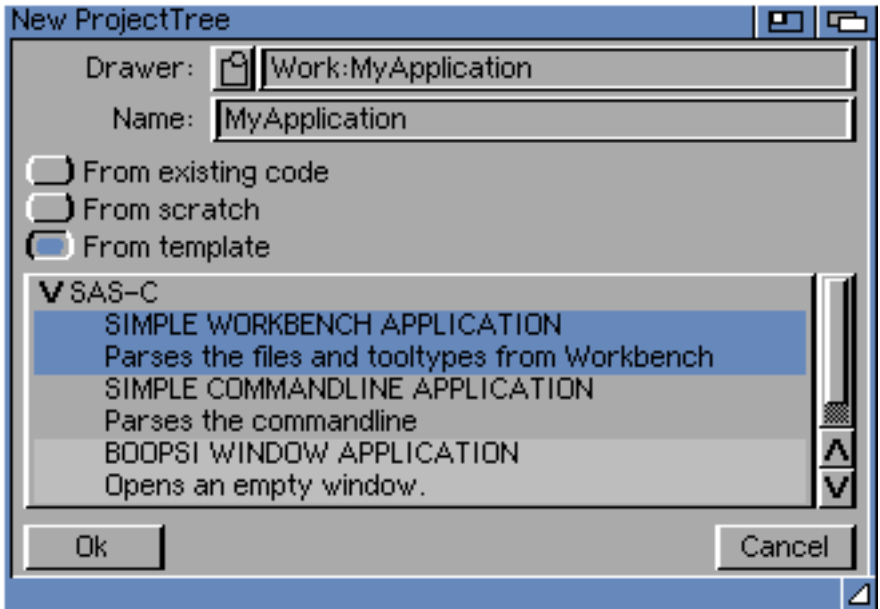 New ProjectTree
Drawer: Work:MyApplication
Name: MyApplication
From existing code
From scratch
From template
SAS-C
SIMPLE WORKBENCH APPLICATION
Parses the files and tooltypes from Workbench
SIMPLE COMMANDLINE APPLICATION
Parses the commandline
BOOPSI WINDOW APPLICATION
Opens an empty window.
Ok Cancel